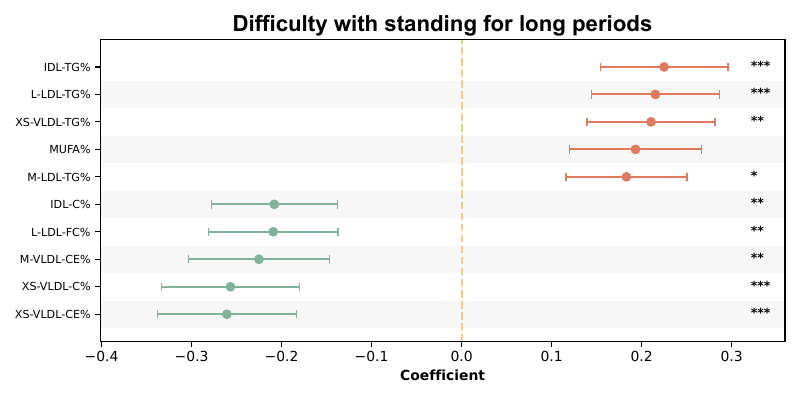 Difficulty with standing for long periods
IDL-TG% ***
L-LDL-TG% ***
XS-VLDL-TG% **
MUFA%
M-LDL-TG% *
IDL-C% **
L-LDL-FC% **
M-VLDL-CE% **
XS-VLDL-C% ***
XS-VLDL-CE% ***
−0.4 −0.3 −0.2 −0.1 0.0 0.1 0.2 0.3
Coefficient